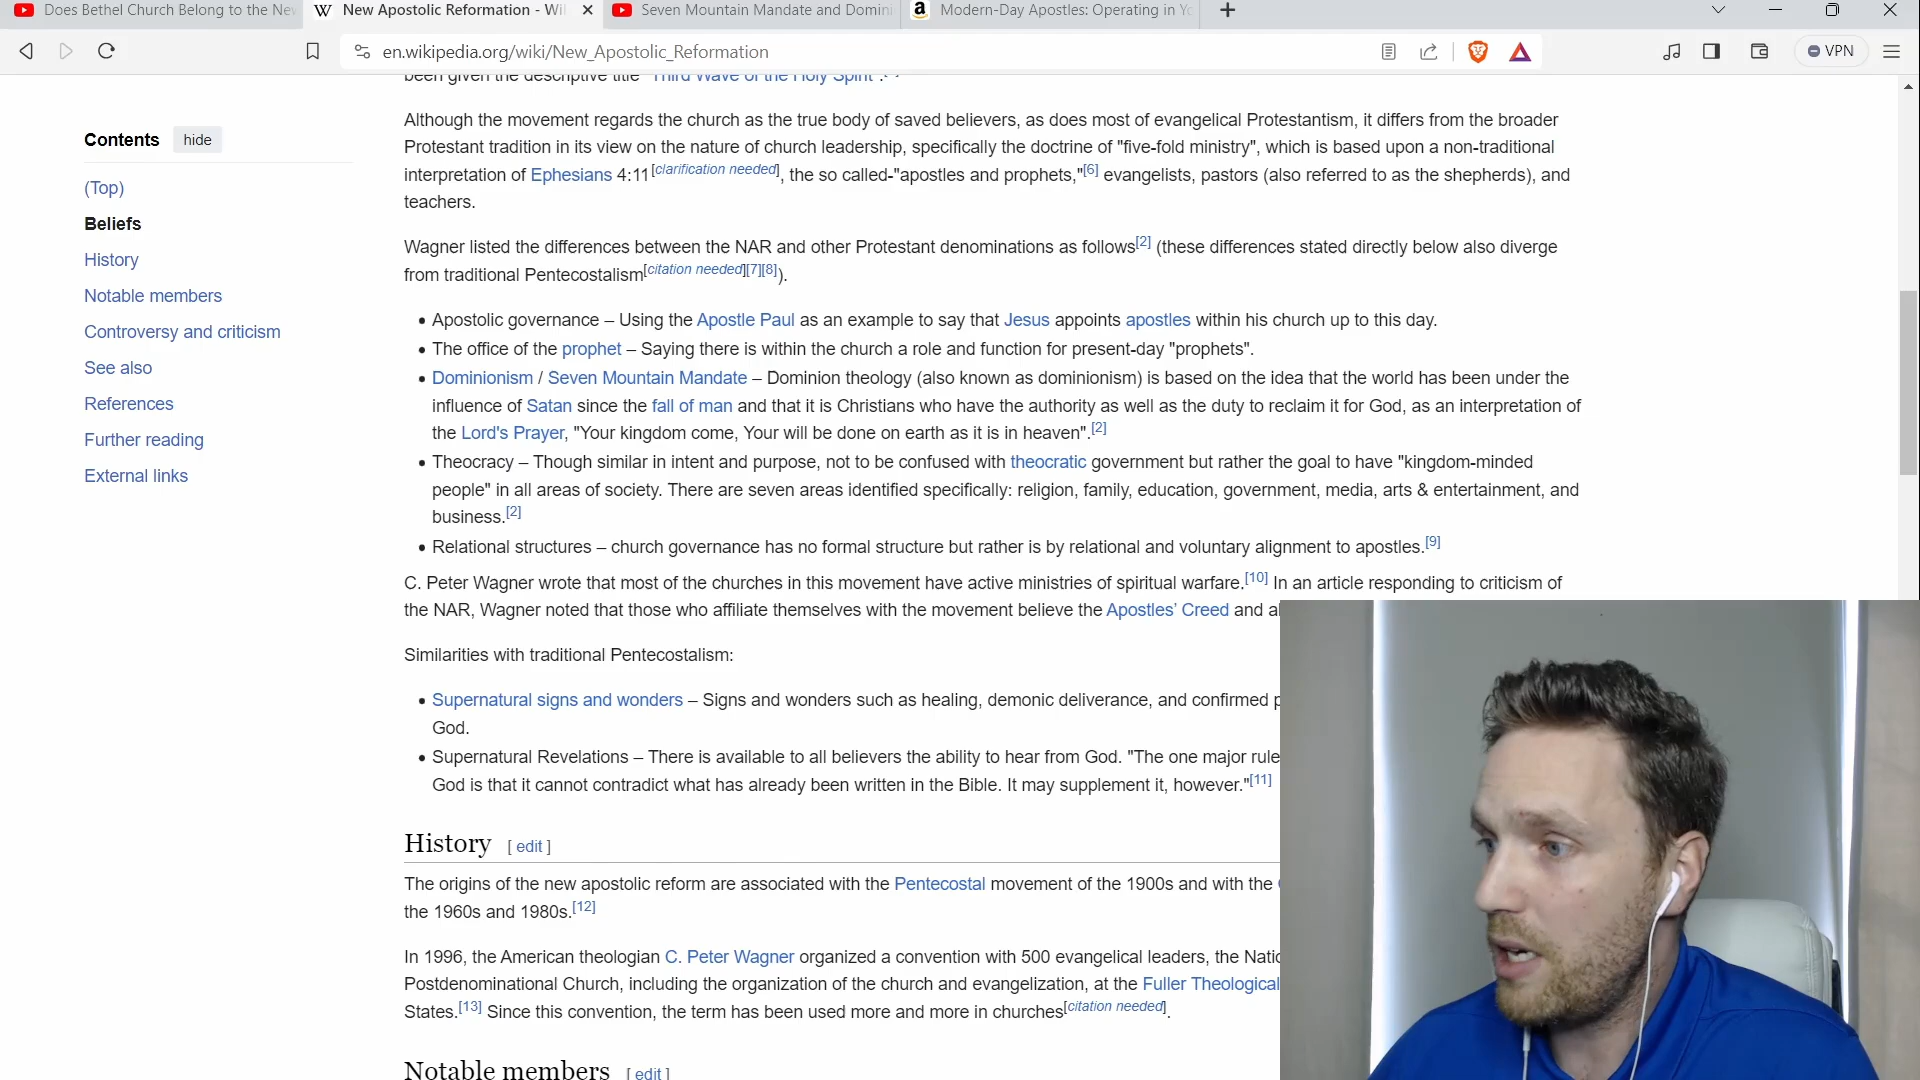 Does Bethel Church Belong to the Ne
New Apostolic Reformation - Wi
Seven Mountain Mandate and Domini
Modern-Day Apostles: Operating in Yo
en.wikipedia.org/wiki/New_Apostolic_Reformation
VPN
been given the descriptive title "Third Wave of the Holy Spirit".
Contents hide
(Top)
Beliefs
History
Notable members
Controversy and criticism
See also
References
Further reading
External links
Although the movement regards the church as the true body of saved believers, as does most of evangelical Protestantism, it differs from the broader
Protestant tradition in its view on the nature of church leadership, specifically the doctrine of "five-fold ministry", which is based upon a non-traditional
interpretation of Ephesians 4:11[clarification needed], the so called-"apostles and prophets,"[6] evangelists, pastors (also referred to as the shepherds), and
teachers.
Wagner listed the differences between the NAR and other Protestant denominations as follows[2] (these differences stated directly below also diverge
from traditional Pentecostalism[citation needed][7][8]).
• Apostolic governance – Using the Apostle Paul as an example to say that Jesus appoints apostles within his church up to this day.
• The office of the prophet – Saying there is within the church a role and function for present-day "prophets".
• Dominionism / Seven Mountain Mandate – Dominion theology (also known as dominionism) is based on the idea that the world has been under the
influence of Satan since the fall of man and that it is Christians who have the authority as well as the duty to reclaim it for God, as an interpretation of
the Lord's Prayer, "Your kingdom come, Your will be done on earth as it is in heaven".[2]
• Theocracy – Though similar in intent and purpose, not to be confused with theocratic government but rather the goal to have "kingdom-minded
people" in all areas of society. There are seven areas identified specifically: religion, family, education, government, media, arts & entertainment, and
business.[2]
• Relational structures – church governance has no formal structure but rather is by relational and voluntary alignment to apostles.[9]
C. Peter Wagner wrote that most of the churches in this movement have active ministries of spiritual warfare.[10] In an article responding to criticism of
the NAR, Wagner noted that those who affiliate themselves with the movement believe the Apostles' Creed and
Similarities with traditional Pentecostalism:
• Supernatural signs and wonders – Signs and wonders such as healing, demonic deliverance, and confirmed
God.
• Supernatural Revelations – There is available to all believers the ability to hear from God. "The one major rule
God is that it cannot contradict what has already been written in the Bible. It may supplement it, however."[11]
History [ edit ]
The origins of the new apostolic reform are associated with the Pentecostal movement of the 1900s and with the
the 1960s and 1980s.[12]
In 1996, the American theologian C. Peter Wagner organized a convention with 500 evangelical leaders, the Natio
Postdenominational Church, including the organization of the church and evangelization, at the Fuller Theological
States.[13] Since this convention, the term has been used more and more in churches[citation needed].
Notable members [ edit ]